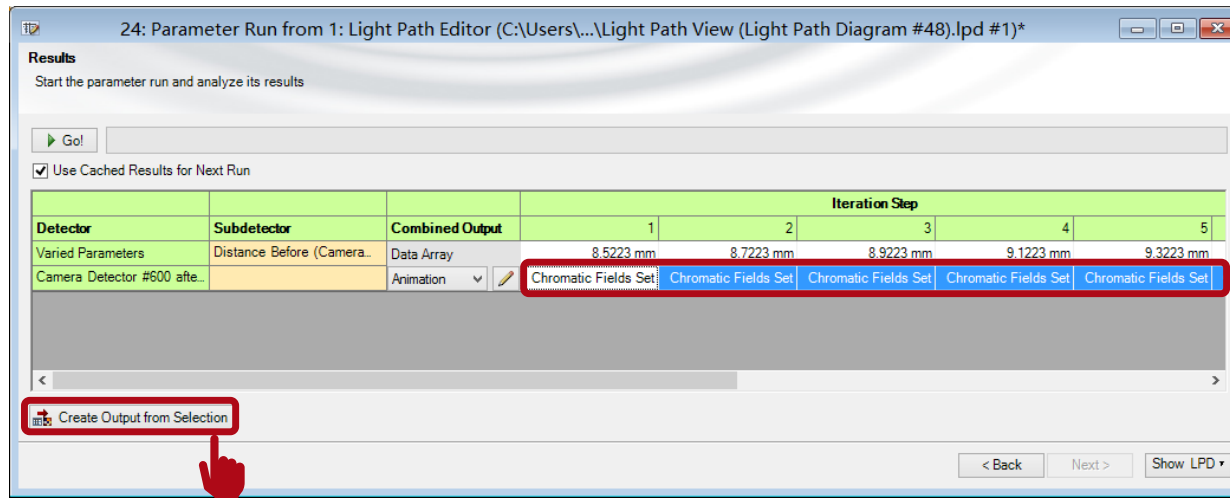 24: Parameter Run from 1: Light Path Editor (C:\Users\...\Light Path View (Light Path Diagram #48).lpd #1)*
Results
Start the parameter run and analyze its results
Go!
Use Cached Results for Next Run
Iteration Step
Detector Subdetector Combined Output 1 2 3 4 5
Varied Parameters Distance Before (Camera... Data Array 8.5223 mm 8.7223 mm 8.9223 mm 9.1223 mm 9.3223 mm
Camera Detector #600 afte... Animation Chromatic Fields Set Chromatic Fields Set Chromatic Fields Set Chromatic Fields Set Chromatic Fields Set
Create Output from Selection
< Back Next > Show LPD